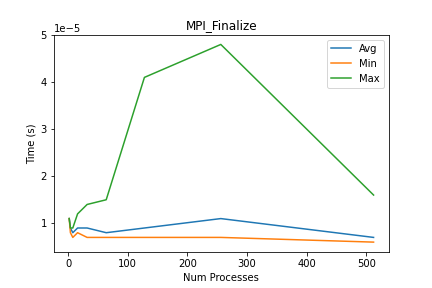 MPI_Finalize
1e−5
Avg
Min
Max
5
4
3
2
1
Time (s)
0
100
200
300
400
500
Num Processes